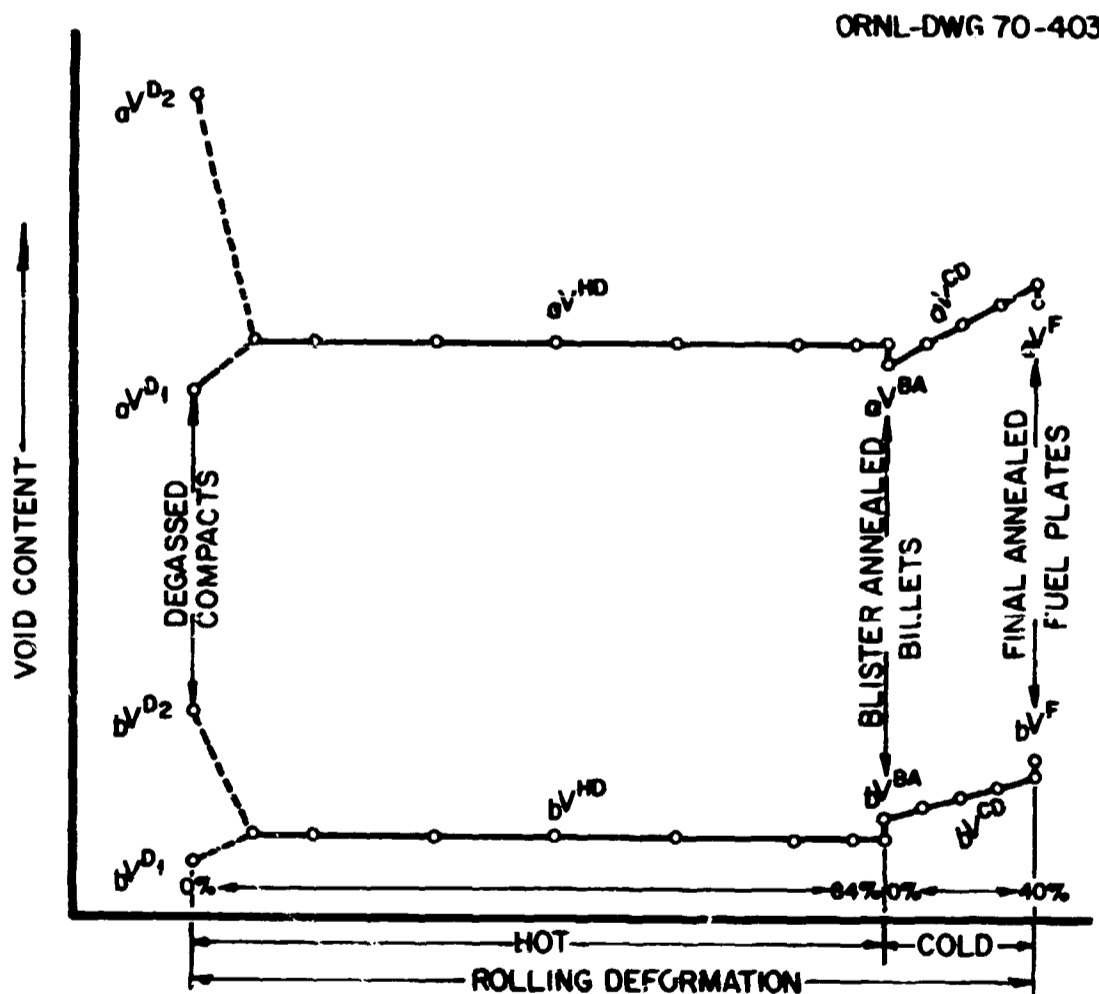 ORNL-DWG 70-403
aV^D2
aV^HD
aV^CD
aV^F
aV^D1
aV^BA
VOID CONTENT
DEGASSED
COMPACTS
BLISTER ANNEALED
BILLETS
FINAL ANNEALED
FUEL PLATES
bV^D2
bV^F
bV^HD
bV^BA
bV^CD
bV^D1
0% 84% 0% 40%
HOT COLD
ROLLING DEFORMATION